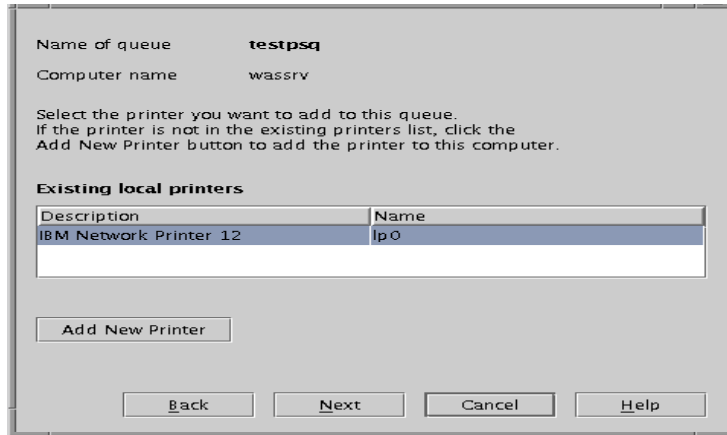 Name of queue testpsq
Computer name wassrv
Select the printer you want to add to this queue.
If the printer is not in the existing printers list, click the
Add New Printer button to add the printer to this computer.
Existing local printers
Description Name
IBM Network Printer 12 lp0
Add New Printer
Back Next Cancel Help